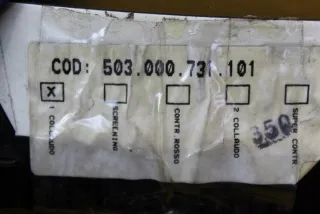 COD: 503.000.731.101
X
1 COLLAUDO
SCREENING
CONTR ROSSO
2 COLLAUDO
SUPER CONTR
350